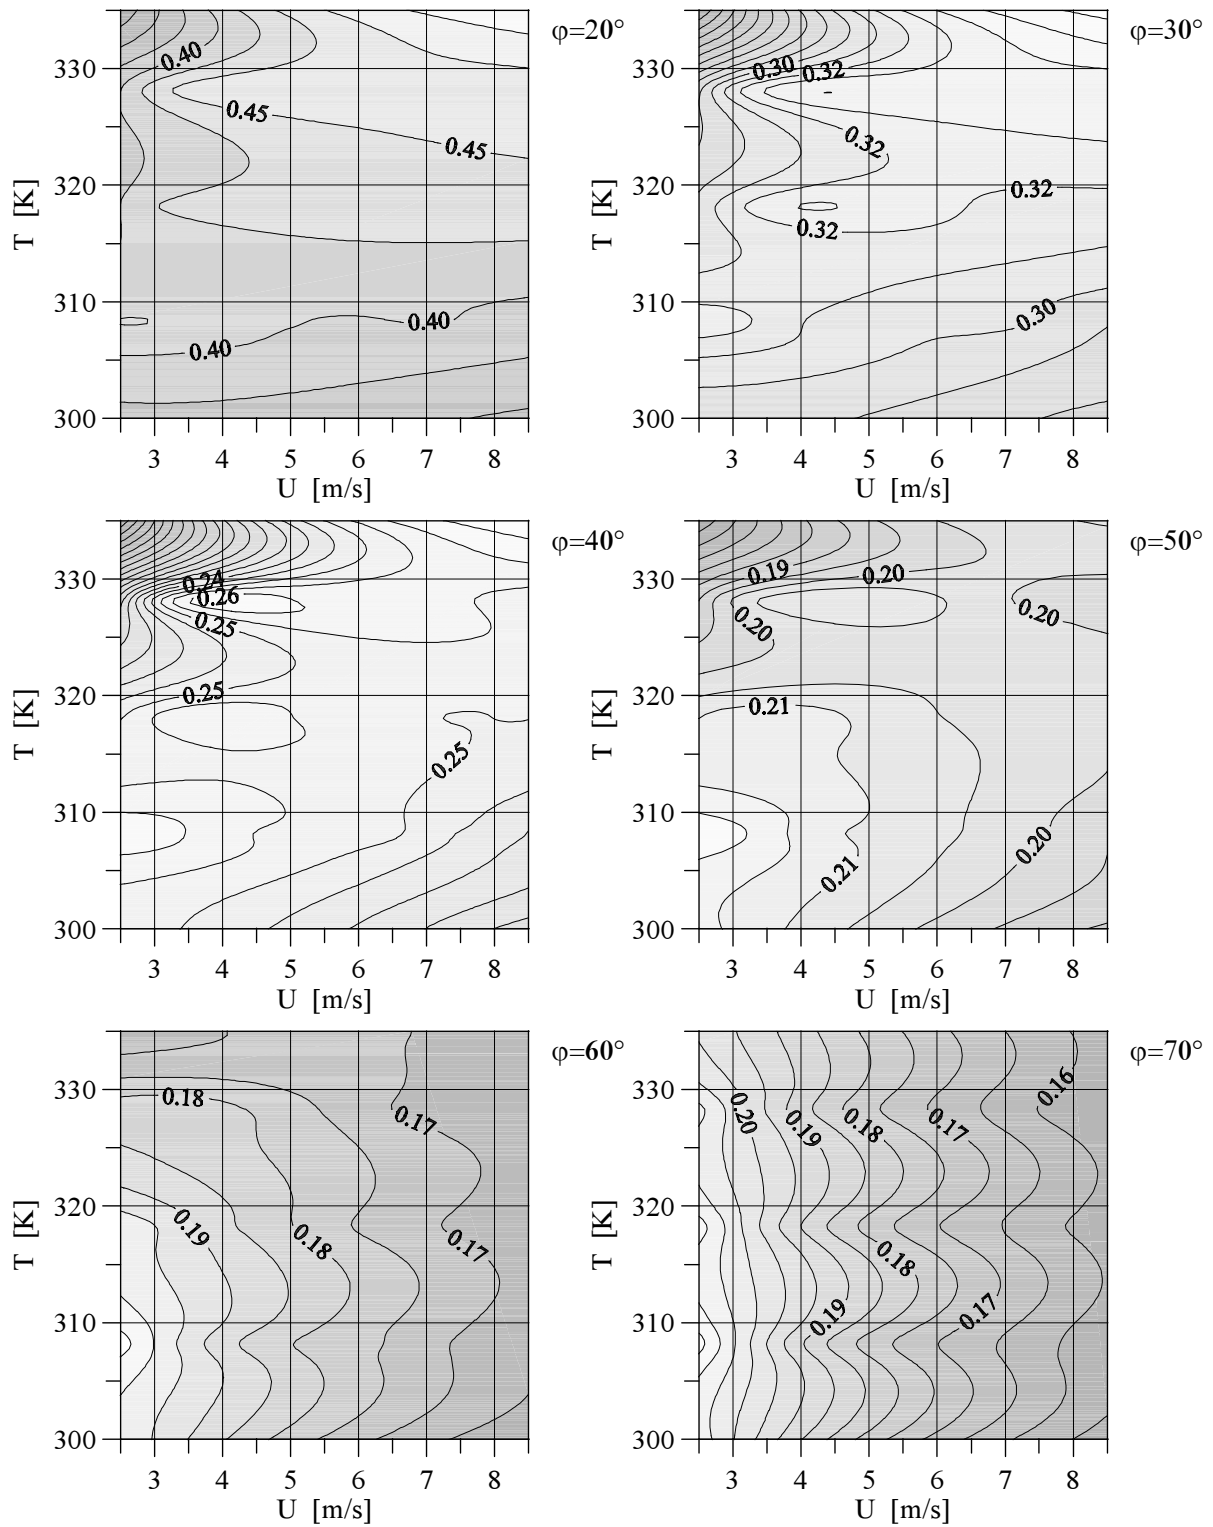 φ=20°
330
320
310
300
T [K]
0.40
0.45
0.45
0.40
0.40
3 4 5 6 7 8
U [m/s]
φ=30°
330
320
310
300
T [K]
0.30 0.32
0.32
0.32
0.32
0.30
3 4 5 6 7 8
U [m/s]
φ=40°
330
320
310
300
T [K]
0.24
0.26
0.25
0.25
0.25
3 4 5 6 7 8
U [m/s]
φ=50°
330
320
310
300
T [K]
0.19 0.20
0.20 0.20
0.21
0.20
0.21
3 4 5 6 7 8
U [m/s]
φ=60°
330
320
310
300
T [K]
0.18
0.17
0.19
0.18 0.17
3 4 5 6 7 8
U [m/s]
φ=70°
330
320
310
300
T [K]
0.16
0.20 0.19 0.18 0.17
0.18
0.19 0.17
3 4 5 6 7 8
U [m/s]